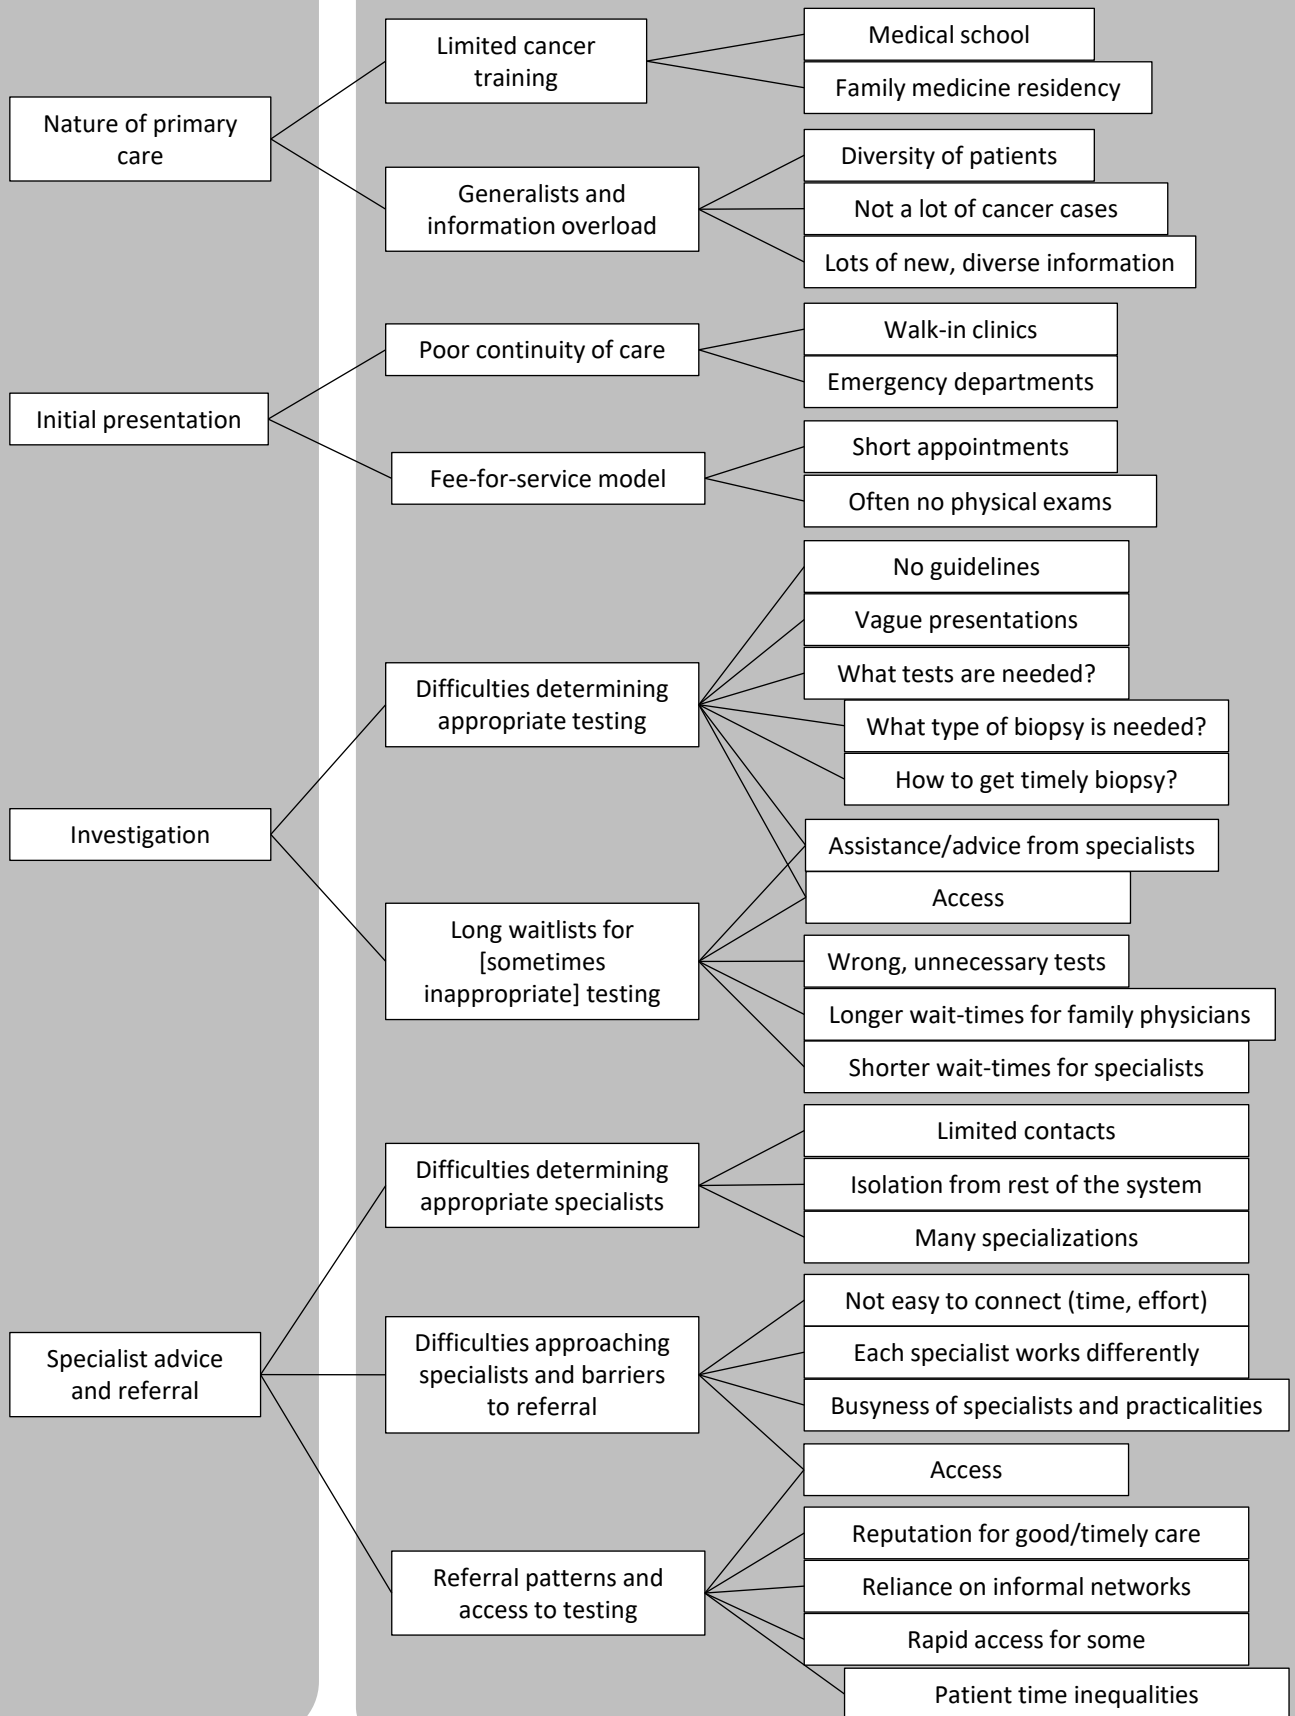 Nature of primary
care
Limited cancer
training
Medical school
Family medicine residency
Generalists and
information overload
Diversity of patients
Not a lot of cancer cases
Lots of new, diverse information
Initial presentation
Poor continuity of care
Walk-in clinics
Emergency departments
Fee-for-service model
Short appointments
Often no physical exams
Investigation
Difficulties determining
appropriate testing
No guidelines
Vague presentations
What tests are needed?
What type of biopsy is needed?
How to get timely biopsy?
Assistance/advice from specialists
Access
Long waitlists for
[sometimes
inappropriate] testing
Wrong, unnecessary tests
Longer wait-times for family physicians
Shorter wait-times for specialists
Specialist advice
and referral
Difficulties determining
appropriate specialists
Limited contacts
Isolation from rest of the system
Many specializations
Difficulties approaching
specialists and barriers
to referral
Not easy to connect (time, effort)
Each specialist works differently
Busyness of specialists and practicalities
Access
Referral patterns and
access to testing
Reputation for good/timely care
Reliance on informal networks
Rapid access for some
Patient time inequalities